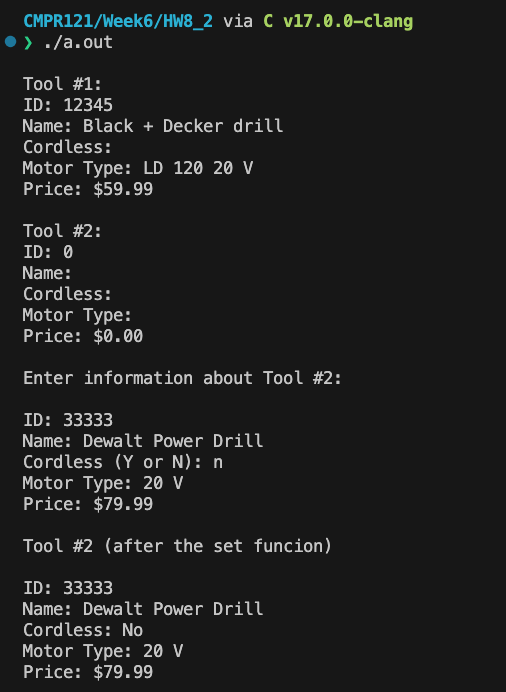 CMPR121/Week6/HW8_2 via C v17.0.0-clang
❯ ./a.out
Tool #1:
ID: 12345
Name: Black + Decker drill
Cordless:
Motor Type: LD 120 20 V
Price: $59.99
Tool #2:
ID: 0
Name:
Cordless:
Motor Type:
Price: $0.00
Enter information about Tool #2:
ID: 33333
Name: Dewalt Power Drill
Cordless (Y or N): n
Motor Type: 20 V
Price: $79.99
Tool #2 (after the set funcion)
ID: 33333
Name: Dewalt Power Drill
Cordless: No
Motor Type: 20 V
Price: $79.99